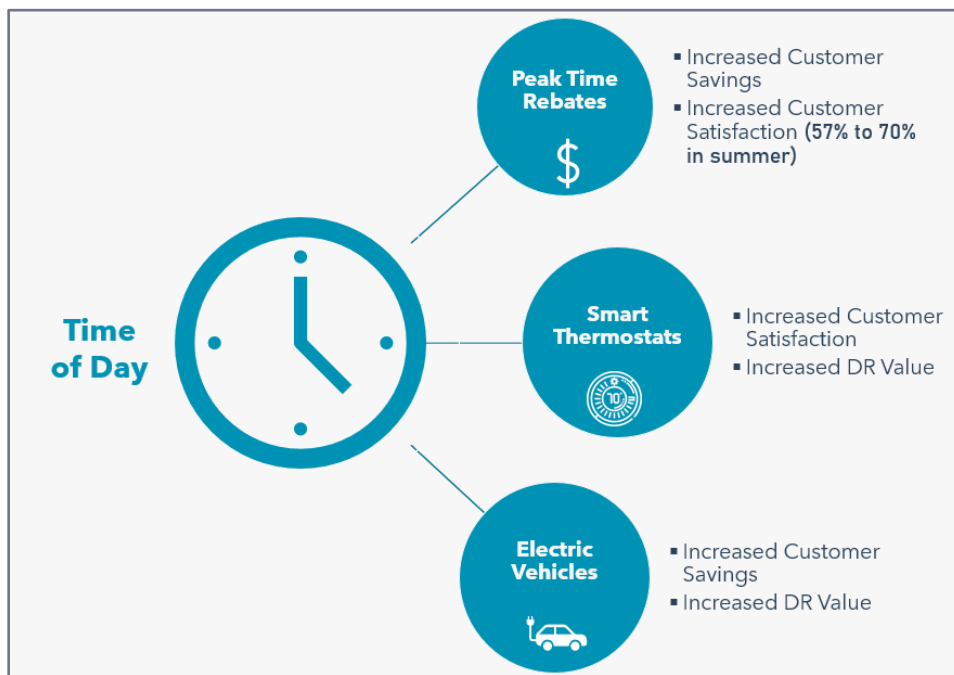 Peak Time
Rebates
$
▪ Increased Customer
Savings
▪ Increased Customer
Satisfaction (57% to 70%
in summer)
Time
of Day
Smart
Thermostats
70°
▪ Increased Customer
Satisfaction
▪ Increased DR Value
Electric
Vehicles
▪ Increased Customer
Savings
▪ Increased DR Value